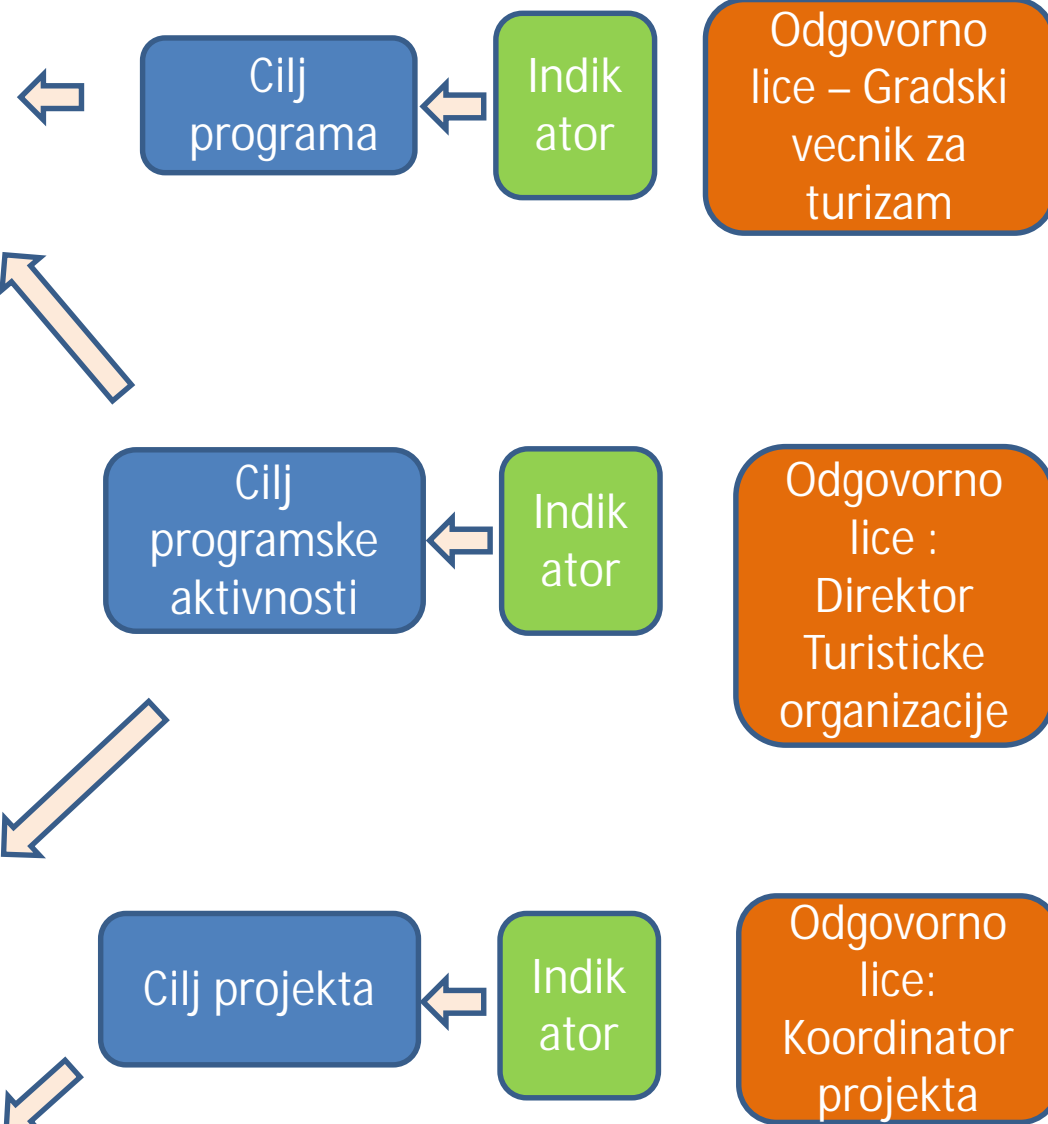 Cilj
programa
Indik
ator
Odgovorno
lice – Gradski
vecnik za
turizam
Cilj
programske
aktivnosti
Indik
ator
Odgovorno
lice :
Direktor
Turisticke
organizacije
Cilj projekta
Indik
ator
Odgovorno
lice:
Koordinator
projekta